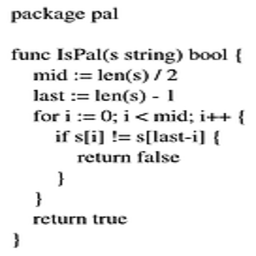 package pal
func IsPal(s string) bool {
mid := len(s) / 2
last := len(s) - 1
for i := 0; i < mid; i++ {
if s[i] != s[last-i] {
return false
}
}
return true
}